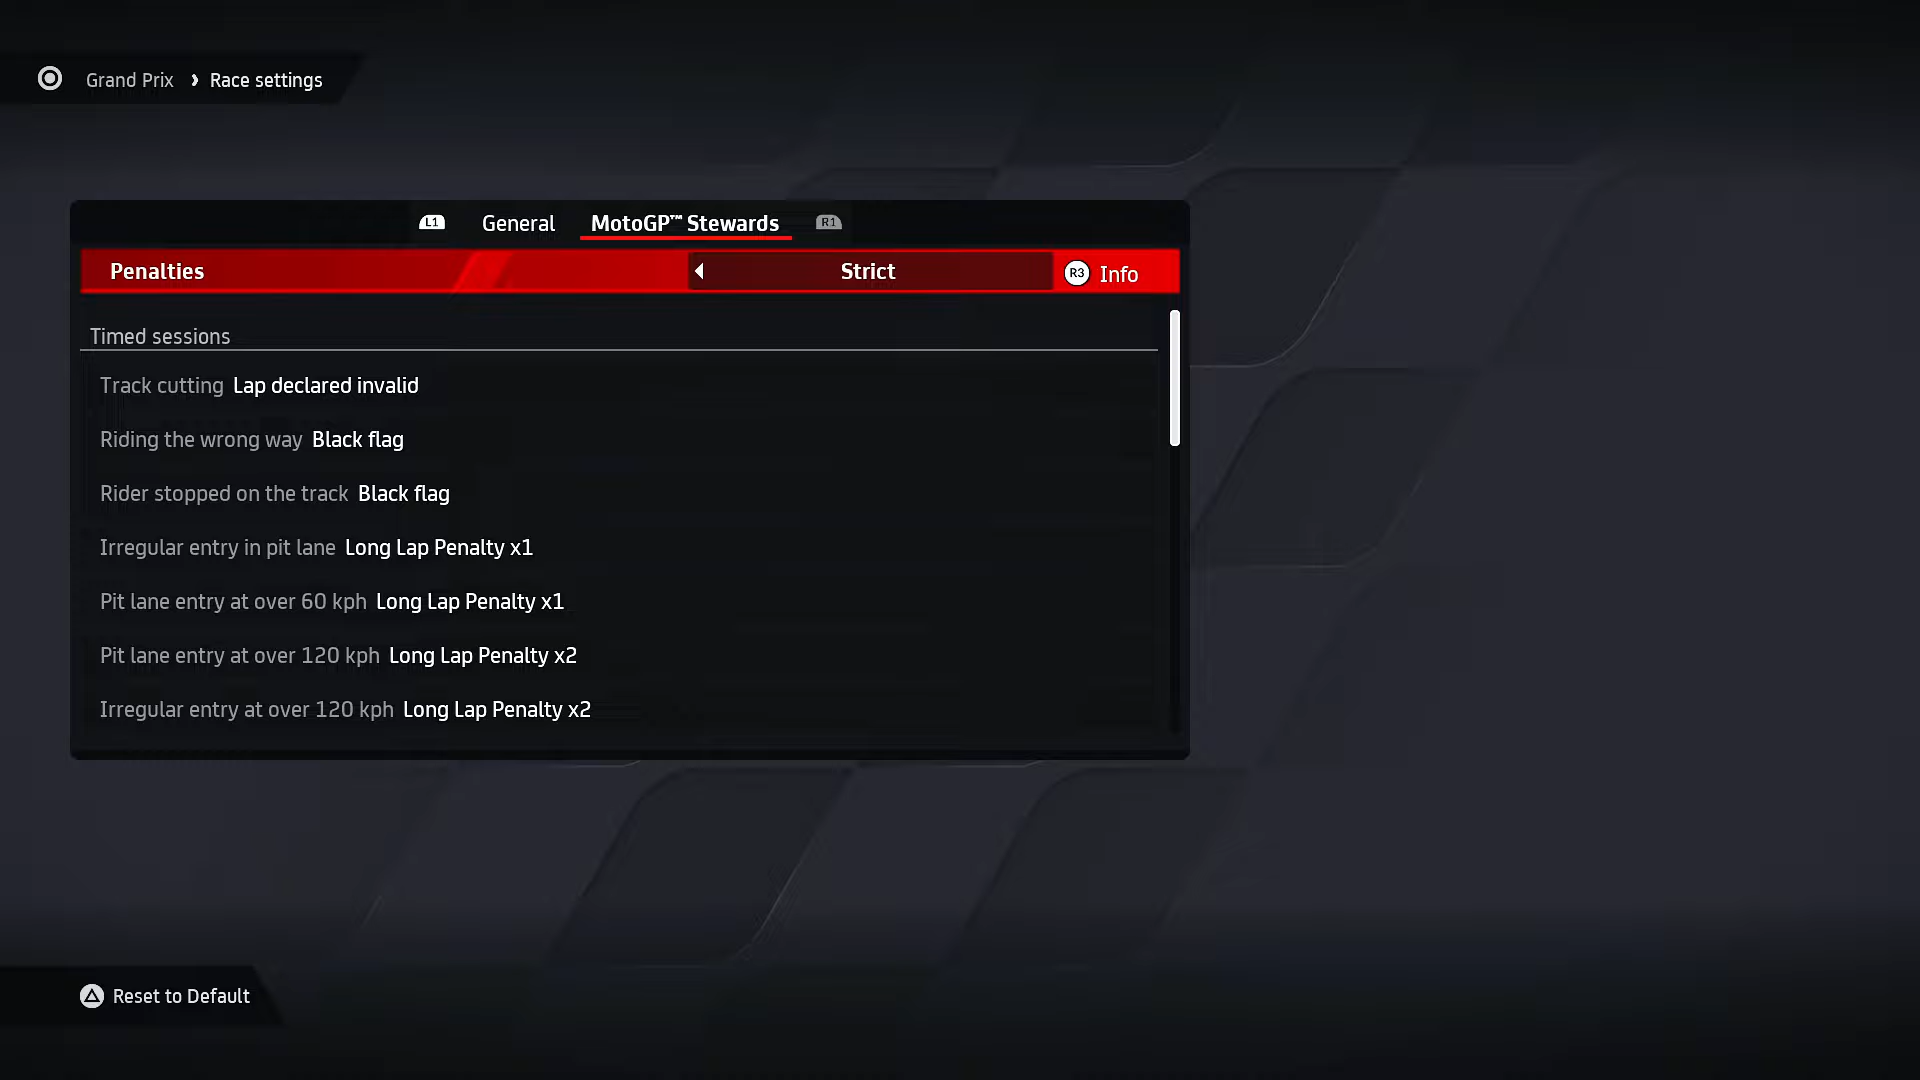 Grand Prix › Race settings
L1 General MotoGP™ Stewards R1
Penalties Strict R3 Info
Timed sessions
Track cutting Lap declared invalid
Riding the wrong way Black flag
Rider stopped on the track Black flag
Irregular entry in pit lane Long Lap Penalty x1
Pit lane entry at over 60 kph Long Lap Penalty x1
Pit lane entry at over 120 kph Long Lap Penalty x2
Irregular entry at over 120 kph Long Lap Penalty x2
Reset to Default